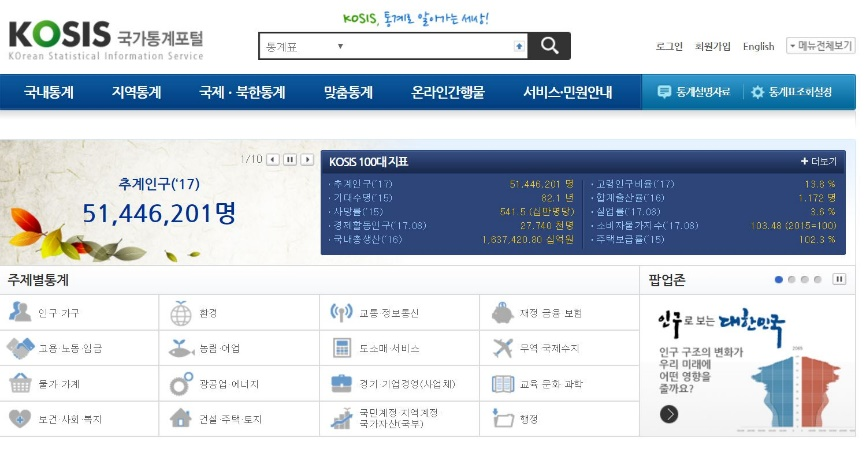 KOSIS, 통계로 알아가는 세상!
KOSIS 국가통계포털
KOrean Statistical Information Service
통계표
로그인 회원가입 English 메뉴전체보기
국내통계 지역통계 국제·북한통계 맞춤통계 온라인간행물 서비스·민원안내 통계설명자료 통계표조회설정
1/10
추계인구('17)
51,446,201명
KOSIS 100대 지표 + 더보기
· 추계인구('17) 51,446,201 명
· 기대수명('15) 82.1 년
· 사망률('15) 541.5 (십만명당)
· 경제활동인구('17.08) 27,740 천명
· 국내총생산('16) 1,637,420.80 십억원
· 고령인구비율('17) 13.8 %
· 합계출산율('16) 1.172 명
· 실업률('17.08) 3.6 %
· 소비자물가지수('17.08) 103.48 (2015=100)
· 주택보급률('15) 102.3 %
주제별통계
인구·가구 환경 교통·정보통신 재정·금융·보험
고용·노동·임금 농림·어업 도소매·서비스 무역·국제수지
물가·가계 광공업·에너지 경기·기업경영(사업체) 교육·문화·과학
보건·사회·복지 건설·주택·토지 국민계정·지역계정
국가자산(국부) 행정
팝업존
인구로 보는 대한민국
인구 구조의 변화가
우리 미래에
어떤 영향을
줄까요?